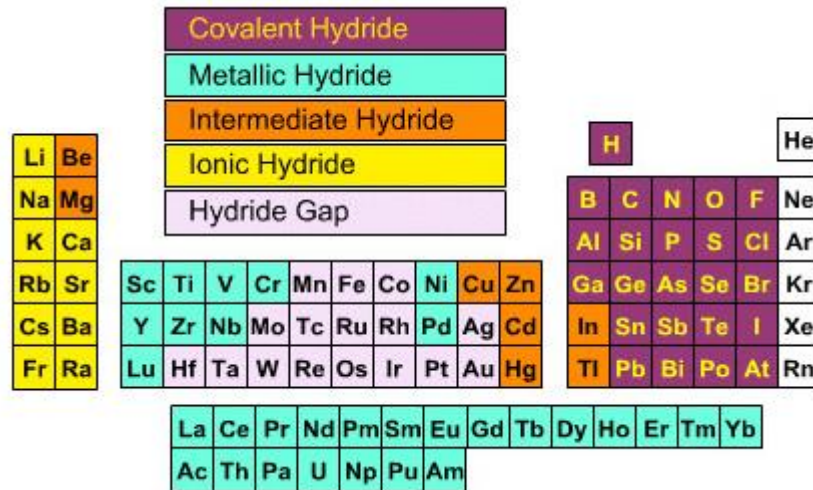 Covalent Hydride
Metallic Hydride
Intermediate Hydride
Ionic Hydride
Hydride Gap
H He
Li Be B C N O F Ne
Na Mg Al Si P S Cl Ar
K Ca Sc Ti V Cr Mn Fe Co Ni Cu Zn Ga Ge As Se Br Kr
Rb Sr Y Zr Nb Mo Tc Ru Rh Pd Ag Cd In Sn Sb Te I Xe
Cs Ba Lu Hf Ta W Re Os Ir Pt Au Hg Tl Pb Bi Po At Rn
Fr Ra
La Ce Pr Nd Pm Sm Eu Gd Tb Dy Ho Er Tm Yb
Ac Th Pa U Np Pu Am